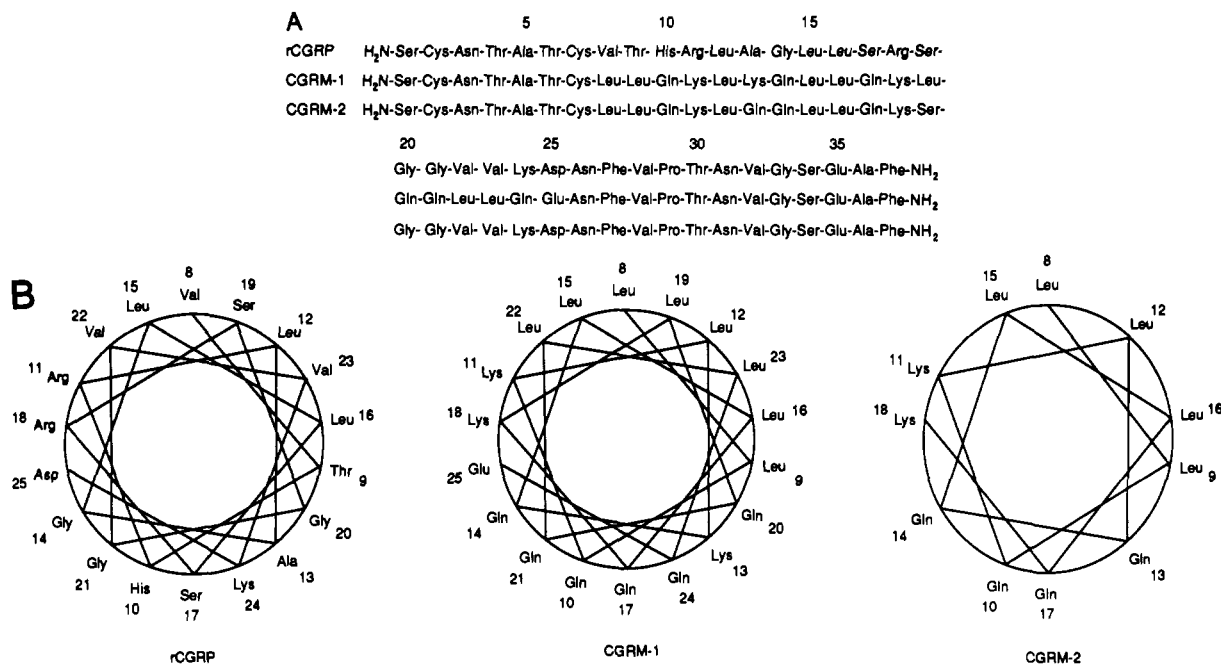 A
5 10 15
rCGRP H2N-Ser-Cys-Asn-Thr-Ala-Thr-Cys-Val-Thr- His-Arg-Leu-Ala- Gly-Leu-Leu-Ser-Arg-Ser-
CGRM-1 H2N-Ser-Cys-Asn-Thr-Ala-Thr-Cys-Leu-Leu-Gln-Lys-Leu-Lys-Gln-Leu-Leu-Gln-Lys-Leu-
CGRM-2 H2N-Ser-Cys-Asn-Thr-Ala-Thr-Cys-Leu-Leu-Gln-Lys-Leu-Gln-Gln-Leu-Leu-Gln-Lys-Ser-
20 25 30 35
Gly- Gly-Val- Val- Lys-Asp-Asn-Phe-Val-Pro-Thr-Asn-Val-Gly-Ser-Glu-Ala-Phe-NH2
Gln-Gln-Leu-Leu-Gln- Glu-Asn-Phe-Val-Pro-Thr-Asn-Val-Gly-Ser-Glu-Ala-Phe-NH2
Gly- Gly-Val- Val- Lys-Asp-Asn-Phe-Val-Pro-Thr-Asn-Val-Gly-Ser-Glu-Ala-Phe-NH2
B
8
Val
19
Ser
12
Leu
Val 23
Leu 16
Thr
9
Gly
20
Ala
13
Lys
24
Ser
17
His
10
Gly
21
Gly
14
Asp
25
18 Arg
11 Arg
22
Val
15
Leu
rCGRP
8
Leu
19
Leu
12
Leu
Leu 23
Leu 16
Leu
9
Gln
20
Lys
13
Gln
24
Gln
17
Gln
10
Gln
21
Gln
14
Glu
25
18
Lys
11 Lys
22
Leu
15
Leu
CGRM-1
8
Leu
Leu 12
Leu 16
Leu
9
Gln
13
Gln
17
Gln
10
Gln
14
18
Lys
11
Lys
15
Leu
CGRM-2